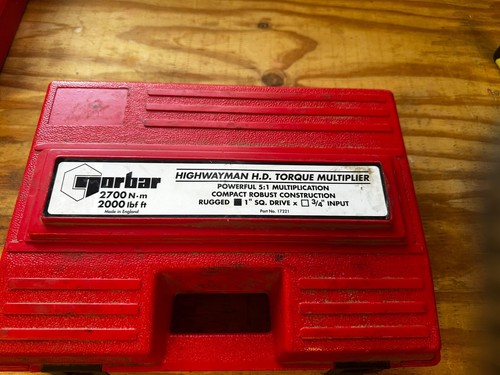 norbar
2700 N·m
2000 lbf ft
Made in England
HIGHWAYMAN H.D. TORQUE MULTIPLIER
POWERFUL 5:1 MULTIPLICATION
COMPACT ROBUST CONSTRUCTION
RUGGED ■ 1" SQ. DRIVE x □ 3/4" INPUT
Part No. 17221